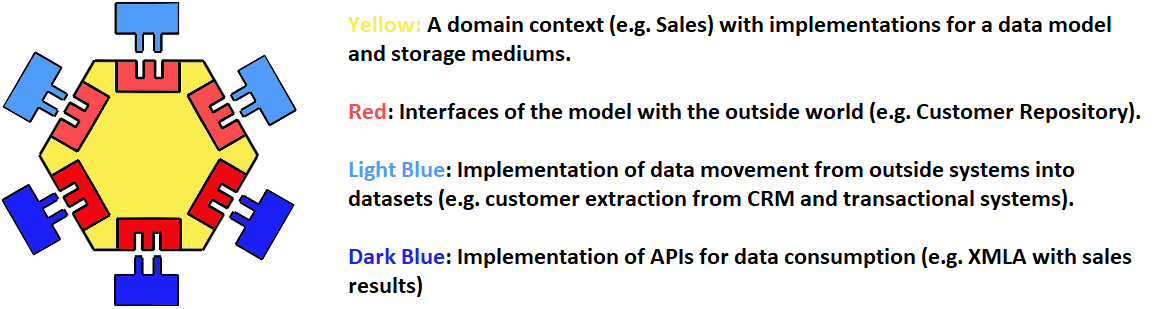 Yellow: A domain context (e.g. Sales) with implementations for a data model
and storage mediums.
Red: Interfaces of the model with the outside world (e.g. Customer Repository).
Light Blue: Implementation of data movement from outside systems into
datasets (e.g. customer extraction from CRM and transactional systems).
Dark Blue: Implementation of APIs for data consumption (e.g. XMLA with sales
results)